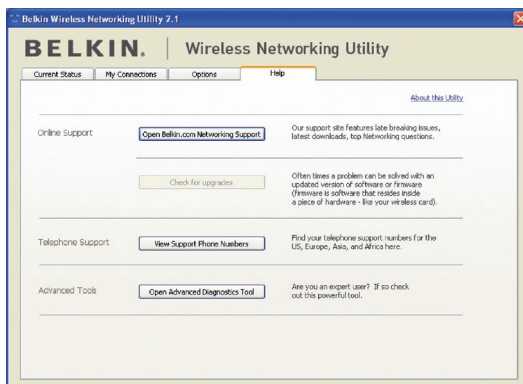 Belkin Wireless Networking Utility 2.1
BELKIN. Wireless Networking Utility
Current Status My Connections Options Help
About this Utility
Online Support
Open Belkin.com Networking Support
Our support site features late breaking issues,
latest downloads, top Networking questions.
Check for upgrades
Often times a problem can be solved with an
updated version of software or firmware
(firmware is software that resides inside
a piece of hardware - like your wireless card).
Telephone Support
View Support Phone Numbers
Find your telephone support numbers for the
US, Europe, Asia, and Africa here.
Advanced Tools
Open Advanced Diagnostics Tool
Are you an expert user? If so check
out this powerful tool.